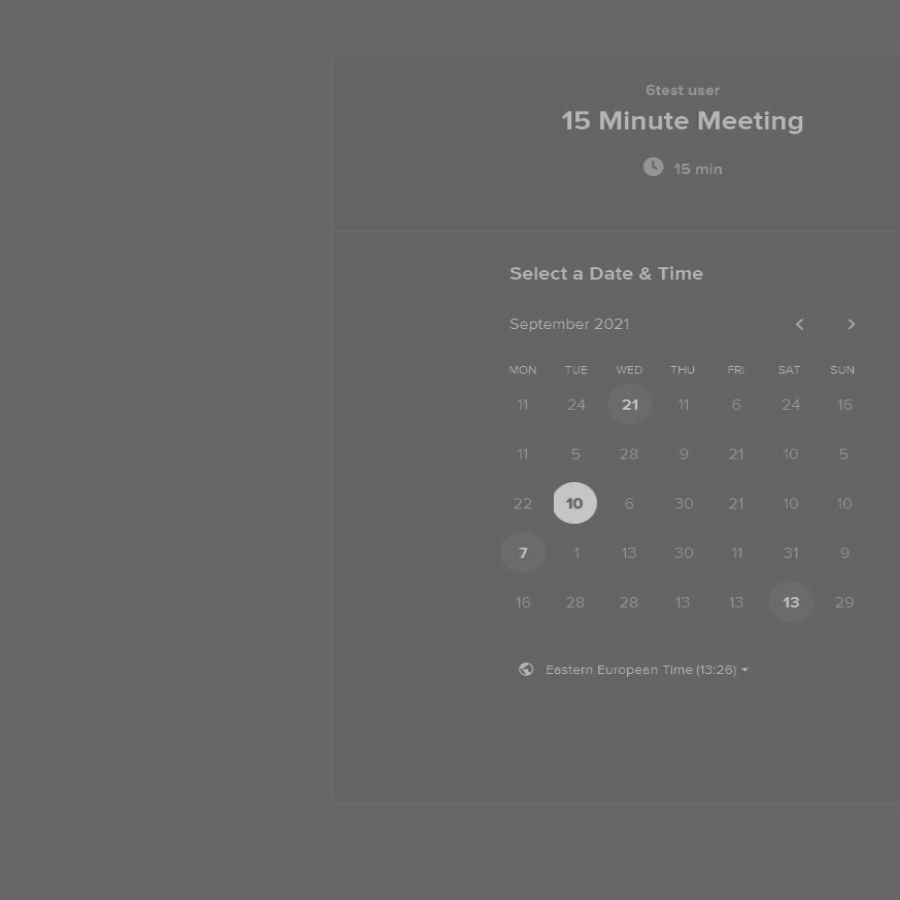 6test user
15 Minute Meeting
15 min
Select a Date & Time
September 2021
MON TUE WED THU FRI SAT SUN
11 24 21 11 6 24 16
11 5 28 9 21 10 5
22 10 6 30 21 10 10
7 1 13 30 11 31 9
16 28 28 13 13 13 29
Eastern European Time (13:26)